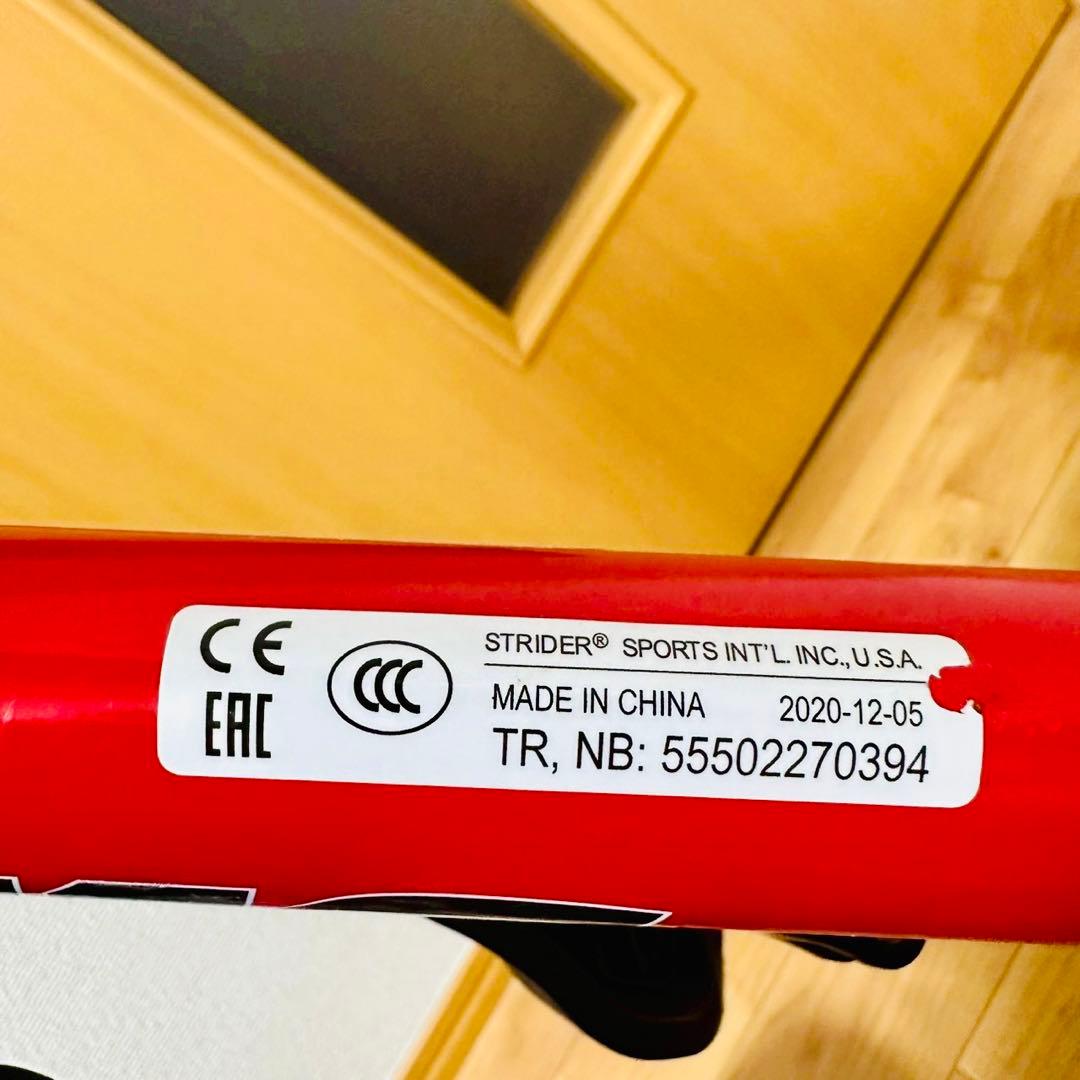 CE
EAC
CCC
STRIDER® SPORTS INT'L. INC., U.S.A.
MADE IN CHINA 2020-12-05
TR, NB: 55502270394